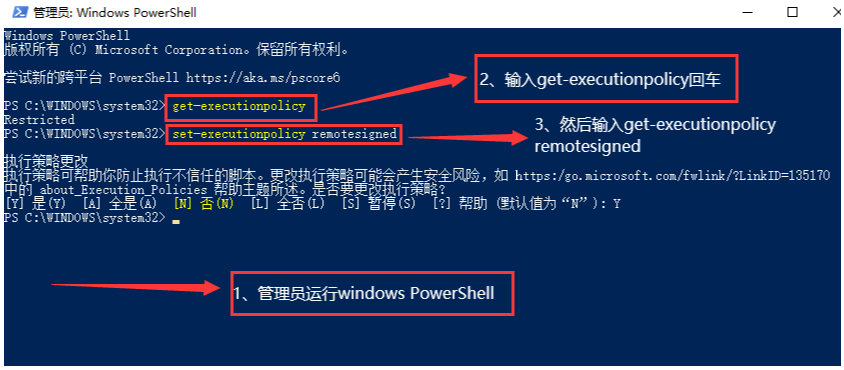 管理员: Windows PowerShell
Windows PowerShell
版权所有 (C) Microsoft Corporation。保留所有权利。
尝试新的跨平台 PowerShell https://aka.ms/pscore6
PS C:\WINDOWS\system32> get-executionpolicy
Restricted
PS C:\WINDOWS\system32> set-executionpolicy remotesigned
2、输入get-executionpolicy回车
3、然后输入get-executionpolicy
remotesigned
执行策略更改
执行策略可帮助你防止执行不信任的脚本。更改执行策略可能会产生安全风险，如 https:/go.microsoft.com/fwlink/?LinkID=135170
中的 about_Execution_Policies 帮助主题所述。是否要更改执行策略?
[Y] 是(Y) [A] 全是(A) [N] 否(N) [L] 全否(L) [S] 暂停(S) [?] 帮助 (默认值为“N”): Y
PS C:\WINDOWS\system32>
1、管理员运行windows PowerShell